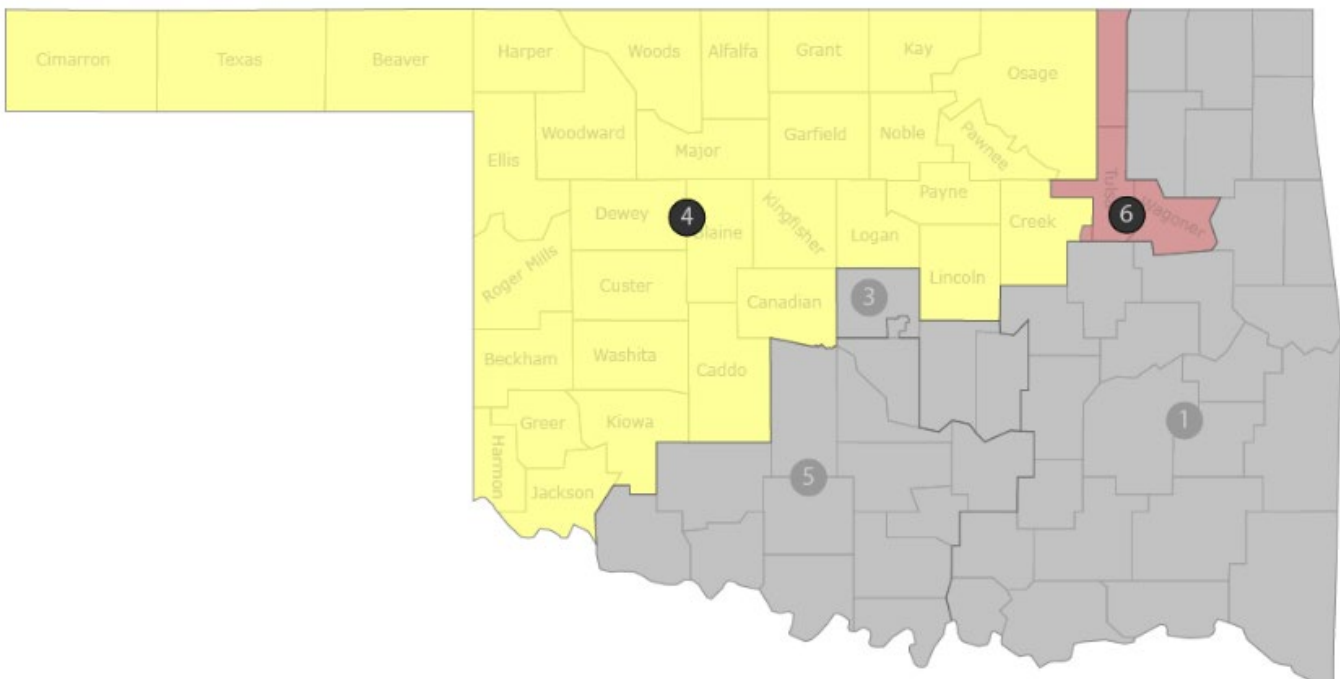 Cimarron
Texas
Beaver
Harper
Woods
Alfalfa
Grant
Kay
Osage
Ellis
Woodward
Major
Garfield
Noble
Pawnee
Dewey
4
Blaine
Kingfisher
Logan
Payne
Creek
Tulsa
6
Wagoner
Roger Mills
Custer
Canadian
3
Lincoln
Beckham
Washita
Caddo
Harmon
Greer
Kiowa
Jackson
5
1